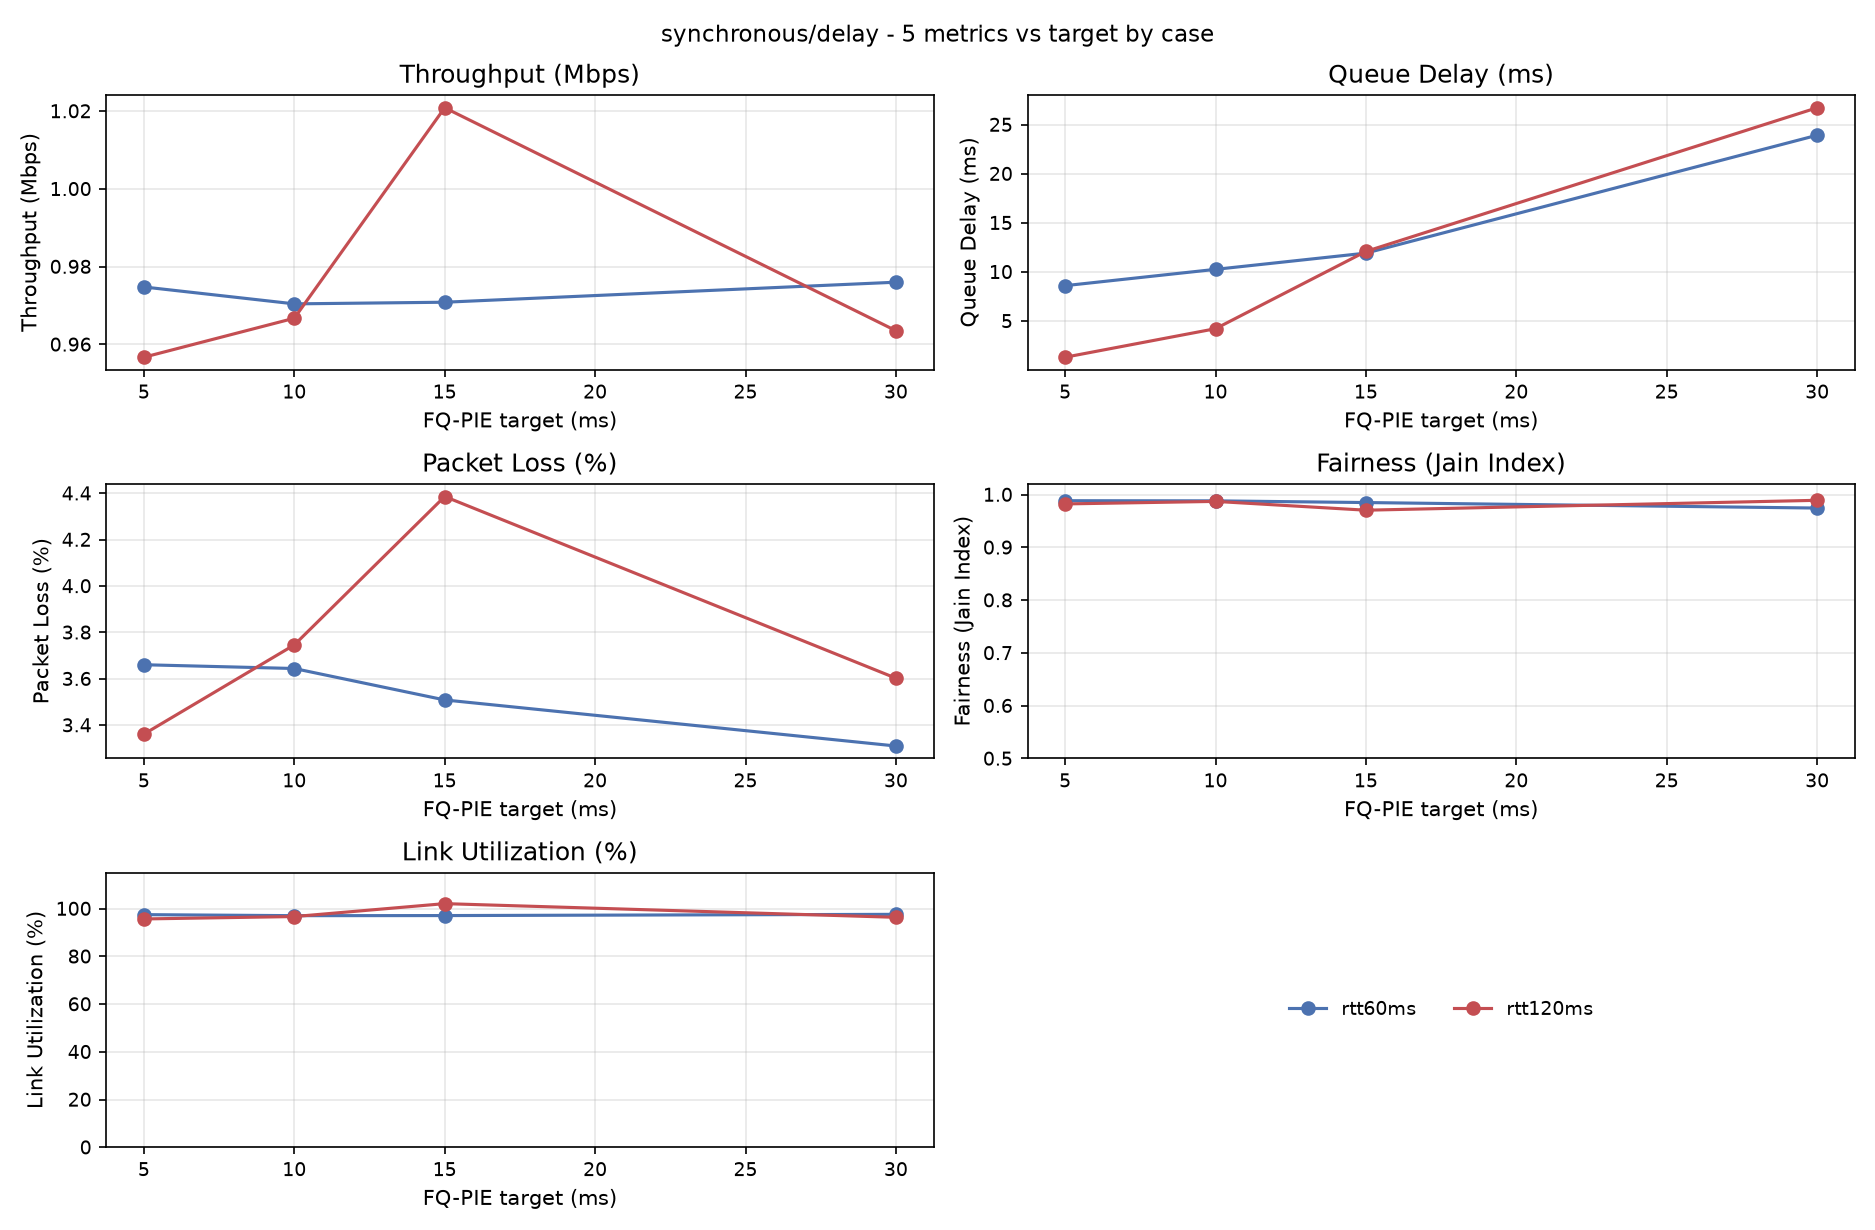 synchronous/delay - 5 metrics vs target by case
Throughput (Mbps)
Throughput (Mbps)
1.02
1.00
0.98
0.96
5 10 15 20 25 30
FQ-PIE target (ms)
Queue Delay (ms)
Queue Delay (ms)
25
20
15
10
5
5 10 15 20 25 30
FQ-PIE target (ms)
Packet Loss (%)
Packet Loss (%)
4.4
4.2
4.0
3.8
3.6
3.4
5 10 15 20 25 30
FQ-PIE target (ms)
Fairness (Jain Index)
Fairness (Jain Index)
1.0
0.9
0.8
0.7
0.6
0.5
5 10 15 20 25 30
FQ-PIE target (ms)
Link Utilization (%)
Link Utilization (%)
100
80
60
40
20
0
5 10 15 20 25 30
FQ-PIE target (ms)
rtt60ms rtt120ms